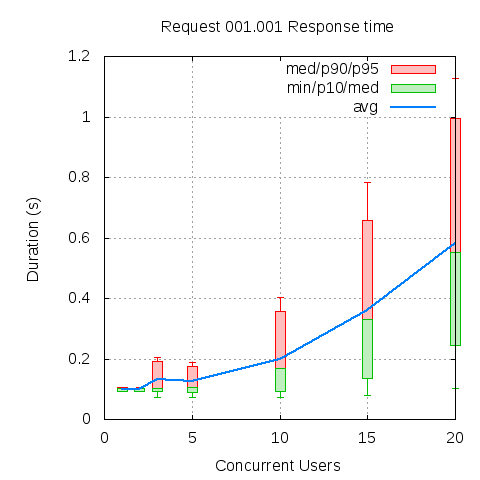 Request 001.001 Response time
1.2
1
0.8
0.6
0.4
0.2
0
Duration (s)
med/p90/p95
min/p10/med
avg
0 5 10 15 20
Concurrent Users